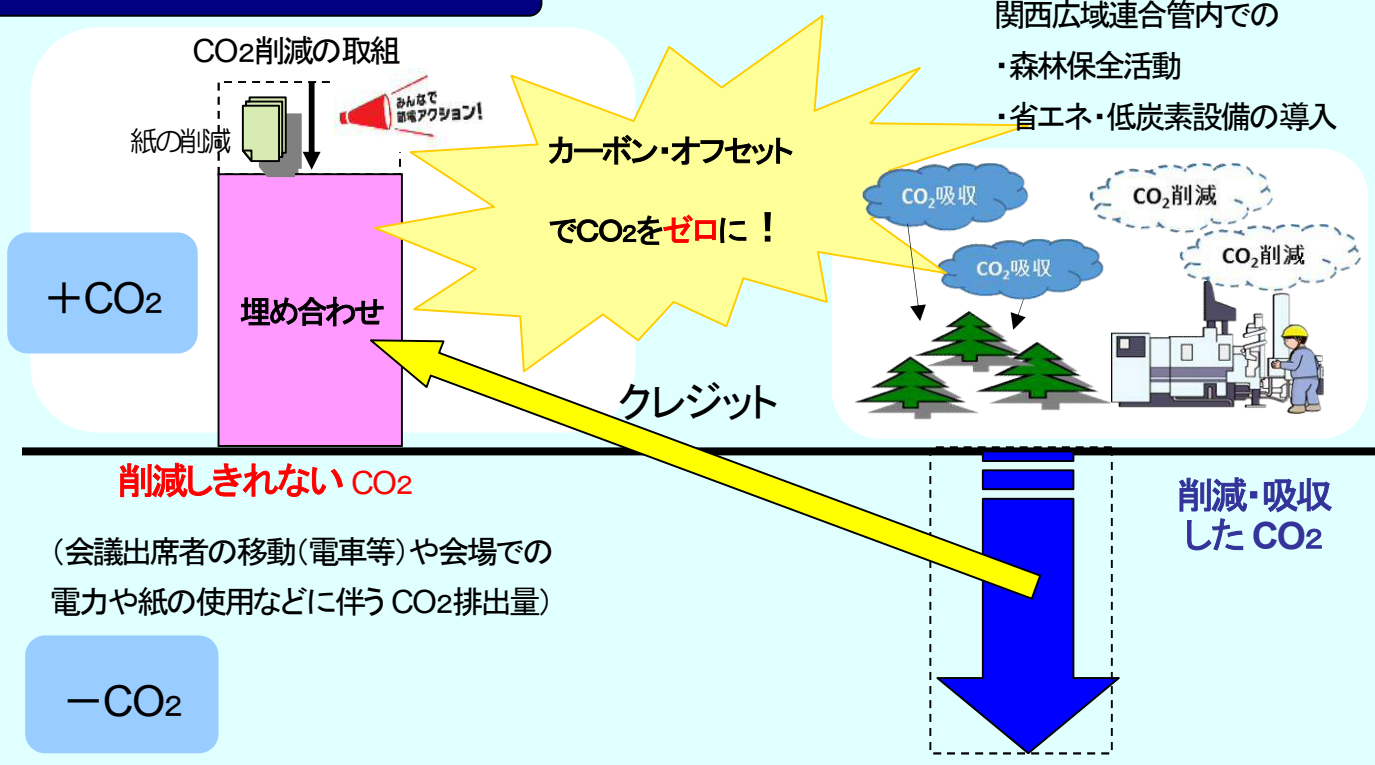 関西広域連合管内での
・森林保全活動
・省エネ・低炭素設備の導入
CO2削減の取組
みんなで
節電アクション!
紙の削減
カーボン・オフセット
でCO2をゼロに!
CO2吸収
CO2吸収
CO2削減
CO2削減
+CO2
埋め合わせ
クレジット
削減しきれない CO2
(会議出席者の移動(電車等)や会場での
電力や紙の使用などに伴う CO2排出量)
削減・吸収
した CO2
-CO2